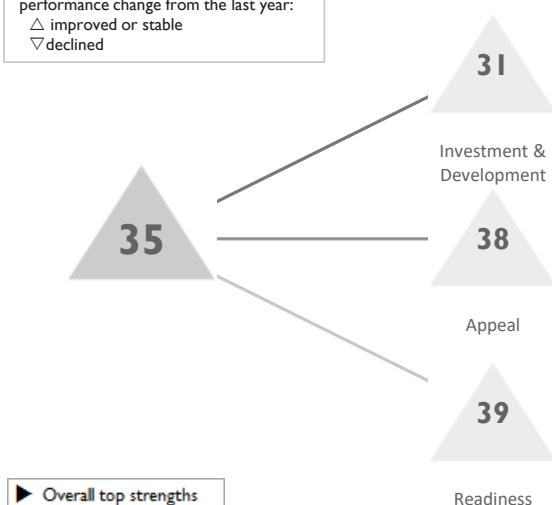 performance change from the last year:
△ improved or stable
▽ declined
31
Investment &
Development
35
38
Appeal
39
Readiness
▶ Overall top strengths